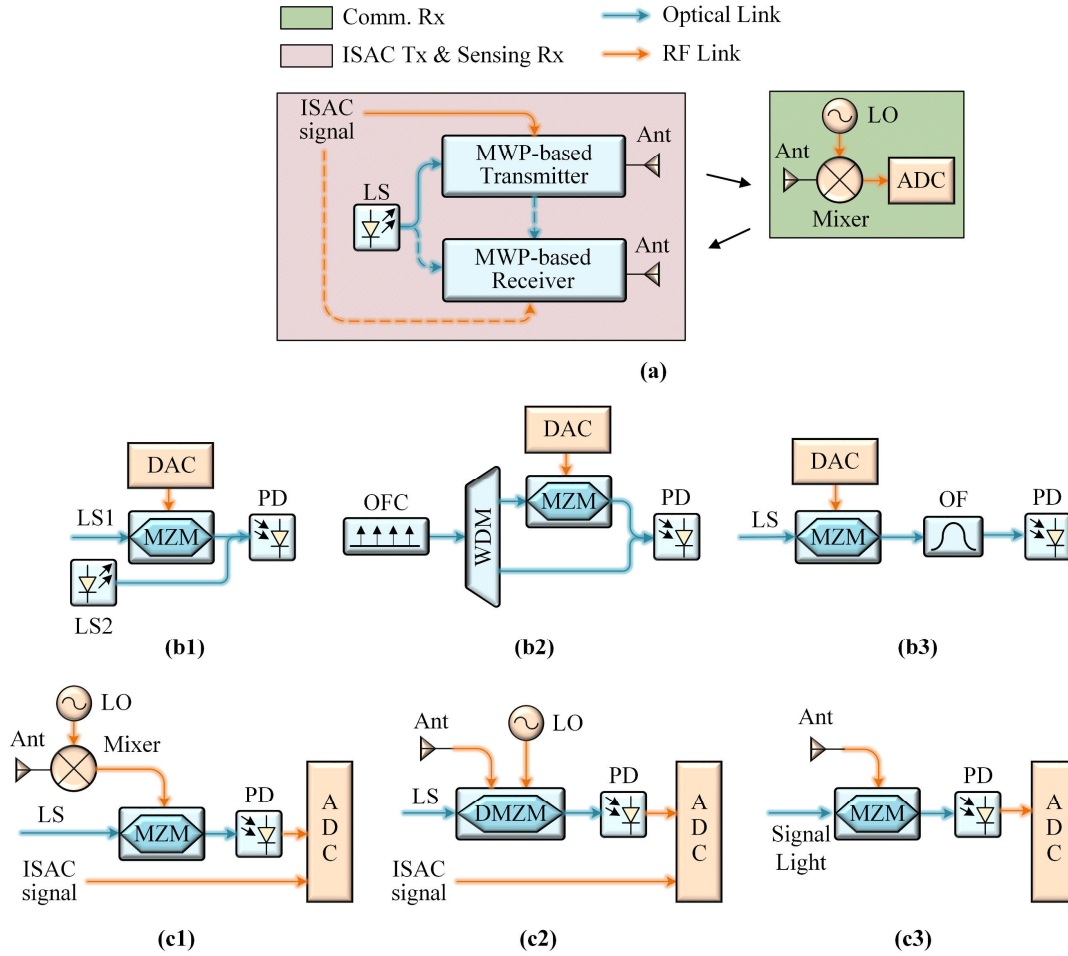 Comm. Rx
Optical Link
ISAC Tx & Sensing Rx
RF Link
ISAC
signal
MWP-based
Transmitter
Ant
LS
MWP-based
Receiver
Ant
LO
Ant
Mixer
ADC
(a)
DAC
LS1
MZM
PD
LS2
(b1)
OFC
WDM
DAC
MZM
PD
(b2)
DAC
LS
MZM
OF
PD
(b3)
LO
Ant
Mixer
LS
MZM
PD
ADC
ISAC
signal
(c1)
Ant
LO
LS
DMZM
PD
ADC
ISAC
signal
(c2)
Ant
MZM
PD
Signal
Light
ADC
(c3)